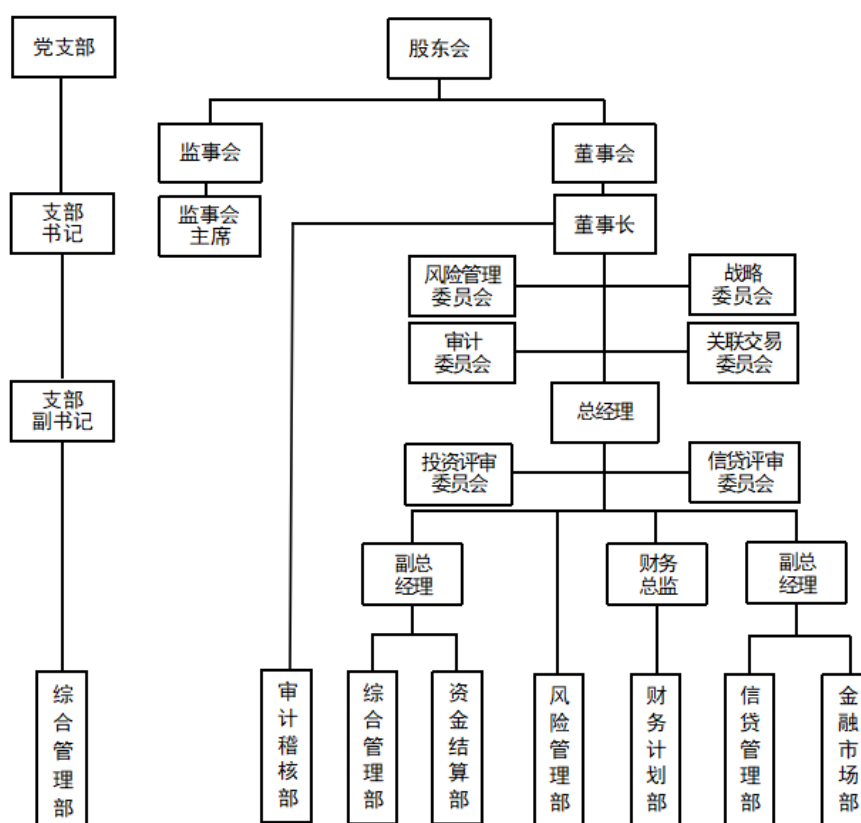 党支部
股东会
监事会
董事会
支部
书记
监事会
主席
董事长
风险管理
委员会
战略
委员会
审计
委员会
关联交易
委员会
支部
副书记
总经理
投资评审
委员会
信贷评审
委员会
副总
经理
财务
总监
副总
经理
综合管理部
审计稽核部
综合管理部
资金结算部
风险管理部
财务计划部
信贷管理部
金融市场部